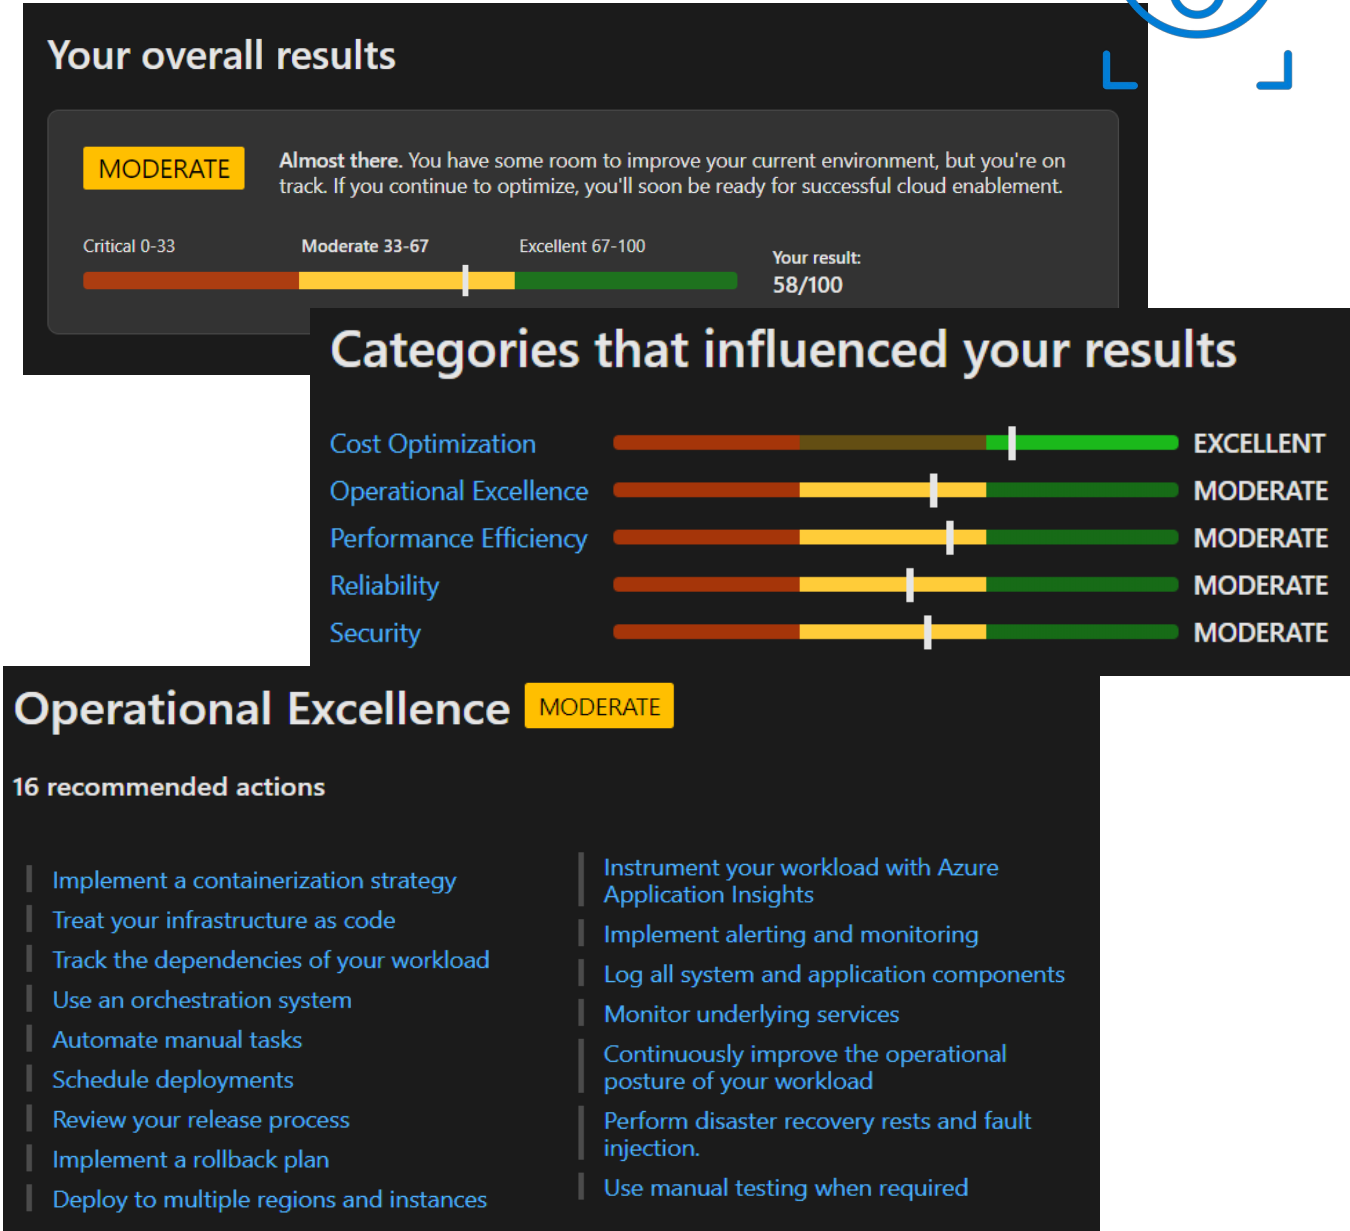 Your overall results
MODERATE
Almost there. You have some room to improve your current environment, but you're on
track. If you continue to optimize, you'll soon be ready for successful cloud enablement.
Critical 0-33
Moderate 33-67
Excellent 67-100
Your result:
58/100
Categories that influenced your results
Cost Optimization
EXCELLENT
Operational Excellence
MODERATE
Performance Efficiency
MODERATE
Reliability
MODERATE
Security
MODERATE
Operational Excellence
MODERATE
16 recommended actions
Implement a containerization strategy
Treat your infrastructure as code
Track the dependencies of your workload
Use an orchestration system
Automate manual tasks
Schedule deployments
Review your release process
Implement a rollback plan
Deploy to multiple regions and instances
Instrument your workload with Azure
Application Insights
Implement alerting and monitoring
Log all system and application components
Monitor underlying services
Continuously improve the operational
posture of your workload
Perform disaster recovery rests and fault
injection.
Use manual testing when required